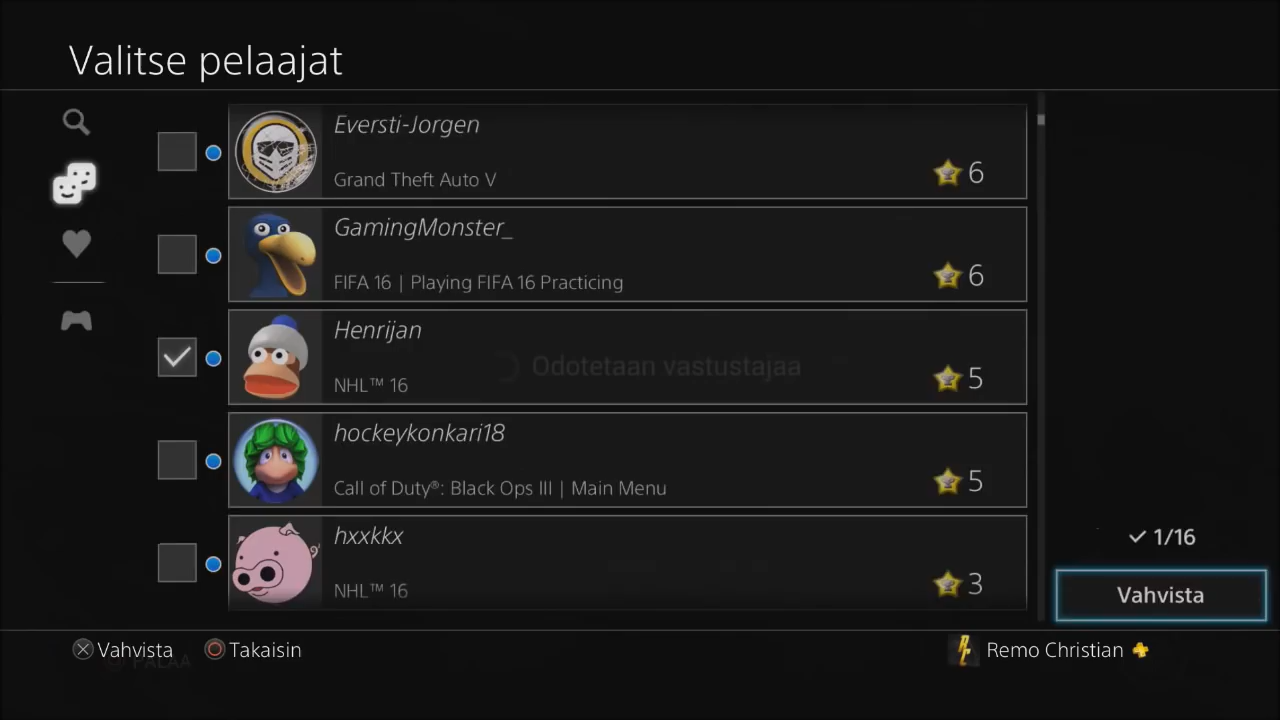 Valitse pelaajat
Eversti-Jorgen
Grand Theft Auto V
6
GamingMonster_
FIFA 16 | Playing FIFA 16 Practicing
6
Henrijan
Odotetaan vastustajaa
NHL™ 16
5
hockeykonkari18
Call of Duty®: Black Ops III | Main Menu
5
hxxkkx
NHL™ 16
3
1/16
Vahvista
Vahvista
Takaisin
Remo Christian
PALAA